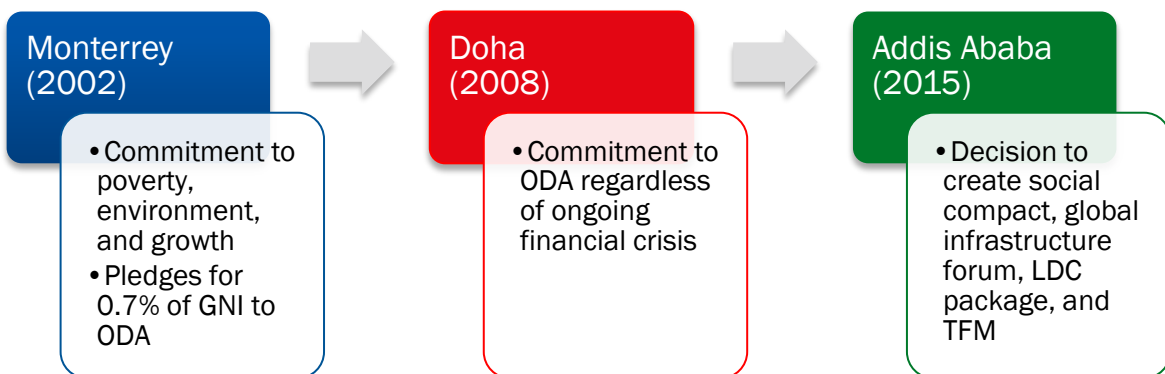 Monterrey
(2002)
• Commitment to
poverty,
environment,
and growth
• Pledges for
0.7% of GNI to
ODA
Doha
(2008)
• Commitment to
ODA regardless
of ongoing
financial crisis
Addis Ababa
(2015)
• Decision to
create social
compact, global
infrastructure
forum, LDC
package, and
TFM